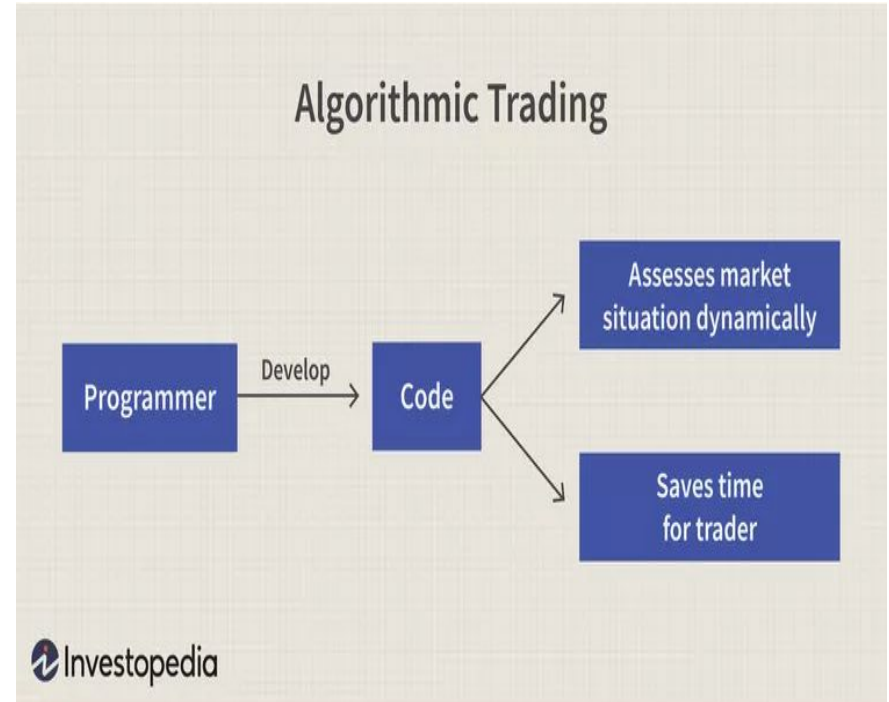 Algorithmic Trading
Programmer
Develop
Code
Assesses market
situation dynamically
Saves time
for trader
Investopedia